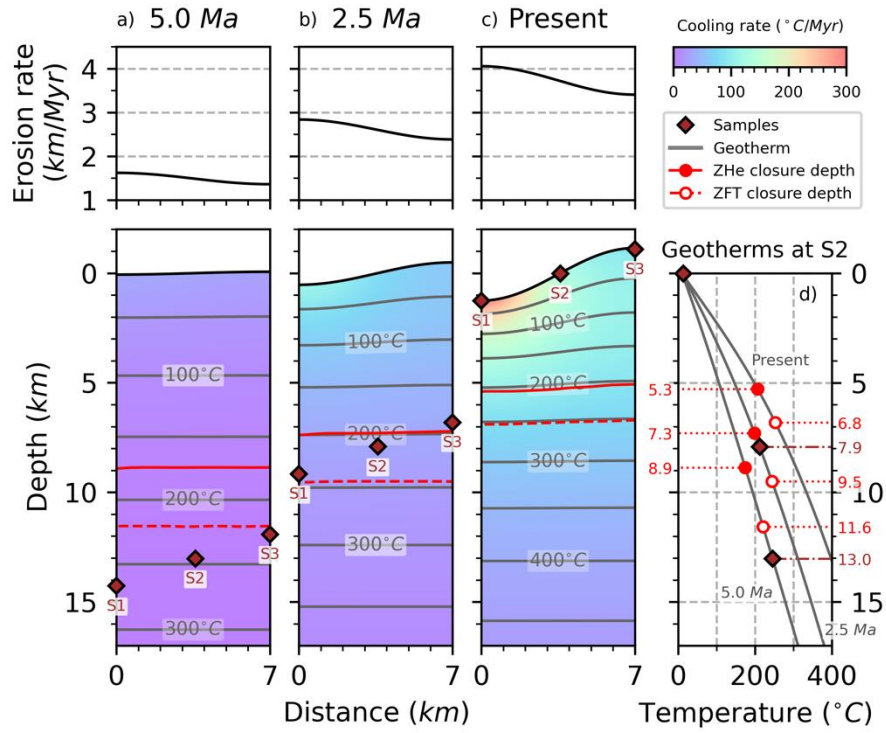 a) 5.0 Ma
b) 2.5 Ma
c) Present
Cooling rate (°C/Myr)
0 100 200 300
Erosion rate
(km/Myr)
4
3
2
1
Samples
Geotherm
ZHe closure depth
ZFT closure depth
Geotherms at S2
d)
Depth (km)
0
5
10
15
100°C
200°C
300°C
S1
S2
S3
100°C
200°C
300°C
S1
S2
S3
100°C
200°C
300°C
400°C
S1
S2
S3
Present
5.3
7.3
8.9
6.8
7.9
9.5
11.6
13.0
5.0 Ma
2.5 Ma
0
5
10
15
0 7
0 7
0 7
0 200 400
Distance (km)
Temperature (°C)